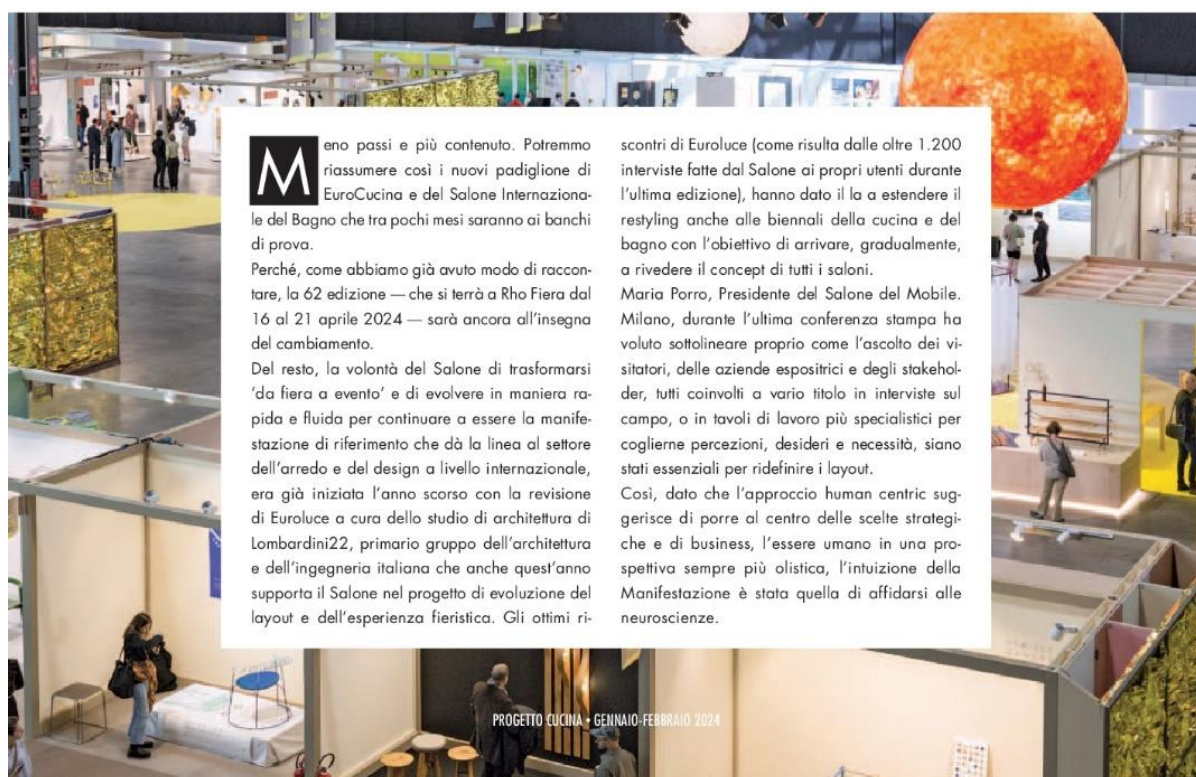 Meno passi e più contenuto. Potremmo
riassumere così i nuovi padiglione di
EuroCucina e del Salone Internaziona-
le del Bagno che tra pochi mesi saranno ai banchi
di prova.
Perché, come abbiamo già avuto modo di raccon-
tare, la 62 edizione — che si terrà a Rho Fiera dal
16 al 21 aprile 2024 — sarà ancora all'insegna
del cambiamento.
Del resto, la volontà del Salone di trasformarsi
'da fiera a evento' e di evolvere in maniera ra-
pida e fluida per continuare a essere la manife-
stazione di riferimento che dà la linea al settore
dell'arredo e del design a livello internazionale,
era già iniziata l'anno scorso con la revisione
di Euroluce a cura dello studio di architettura di
Lombardini22, primario gruppo dell'architettura
e dell'ingegneria italiana che anche quest'anno
supporta il Salone nel progetto di evoluzione del
layout e dell'esperienza fieristica. Gli ottimi ri-
scontri di Euroluce (come risulta dalle oltre 1.200
interviste fatte dal Salone ai propri utenti durante
l'ultima edizione), hanno dato il la a estendere il
restyling anche alle biennali della cucina e del
bagno con l'obiettivo di arrivare, gradualmente,
a rivedere il concept di tutti i saloni.
Maria Porro, Presidente del Salone del Mobile.
Milano, durante l'ultima conferenza stampa ha
voluto sottolineare proprio come l'ascolto dei vi-
sitatori, delle aziende espositrici e degli stakehol-
der, tutti coinvolti a vario titolo in interviste sul
campo, o in tavoli di lavoro più specialistici per
coglierne percezioni, desideri e necessità, siano
stati essenziali per ridefinire i layout.
Così, dato che l'approccio human centric sug-
gerisce di porre al centro delle scelte strategi-
che e di business, l'essere umano in una pro-
spettiva sempre più olistica, l'intuizione della
Manifestazione è stata quella di affidarsi alle
neuroscienze.
PROGETTO CUCINA • GENNAIO-FEBBRAIO 2024